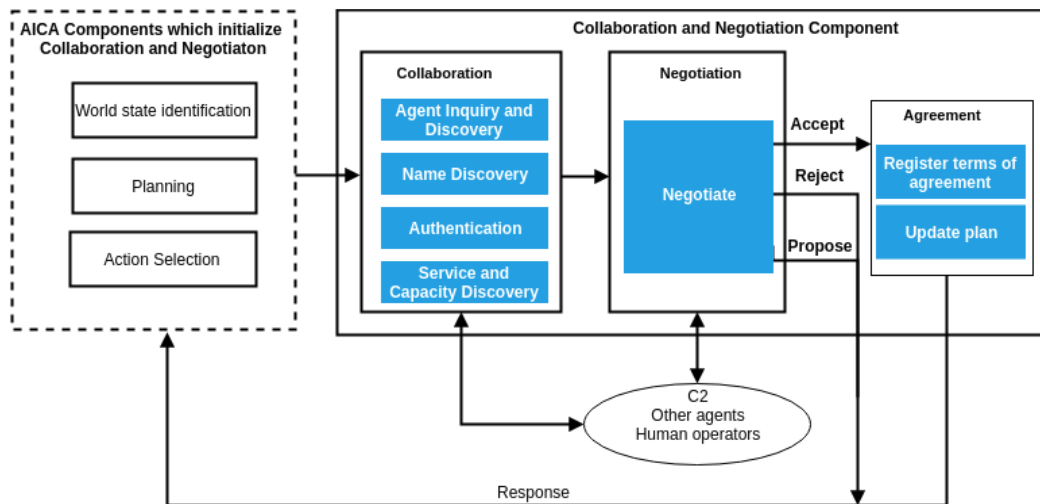 AICA Components which initialize
Collaboration and Negotiaton
World state identification
Planning
Action Selection
Collaboration and Negotiation Component
Collaboration
Agent Inquiry and
Discovery
Name Discovery
Authentication
Service and
Capacity Discovery
Negotiation
Negotiate
Accept
Reject
Propose
Agreement
Register terms of
agreement
Update plan
C2
Other agents
Human operators
Response